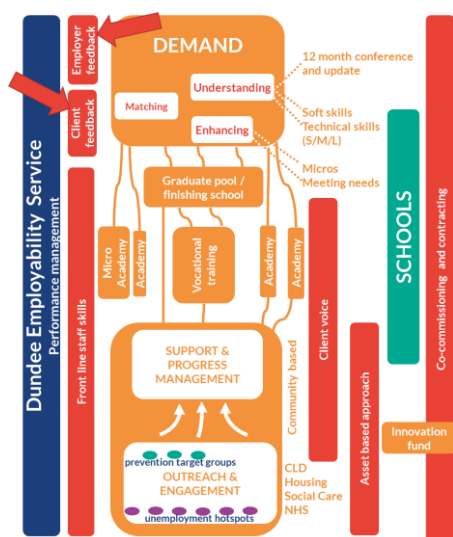 Dundee Employability Service
Performance management
Employer
feedback
Client
feedback
Front line staff skills
DEMAND
Understanding
Matching
Enhancing
12 month conference
and update
Soft skills
Technical skills
(S/M/L)
Micros
Meeting needs
Graduate pool /
finishing school
Micro
Academy
Academy
Vocational
training
Academy
Academy
SUPPORT &
PROGRESS
MANAGEMENT
Community based
prevention target groups
OUTREACH &
ENGAGEMENT
unemployment hotspots
CLD
Housing
Social Care
NHS
Client voice
Asset based approach
SCHOOLS
Innovation
fund
Co-commissioning and contracting